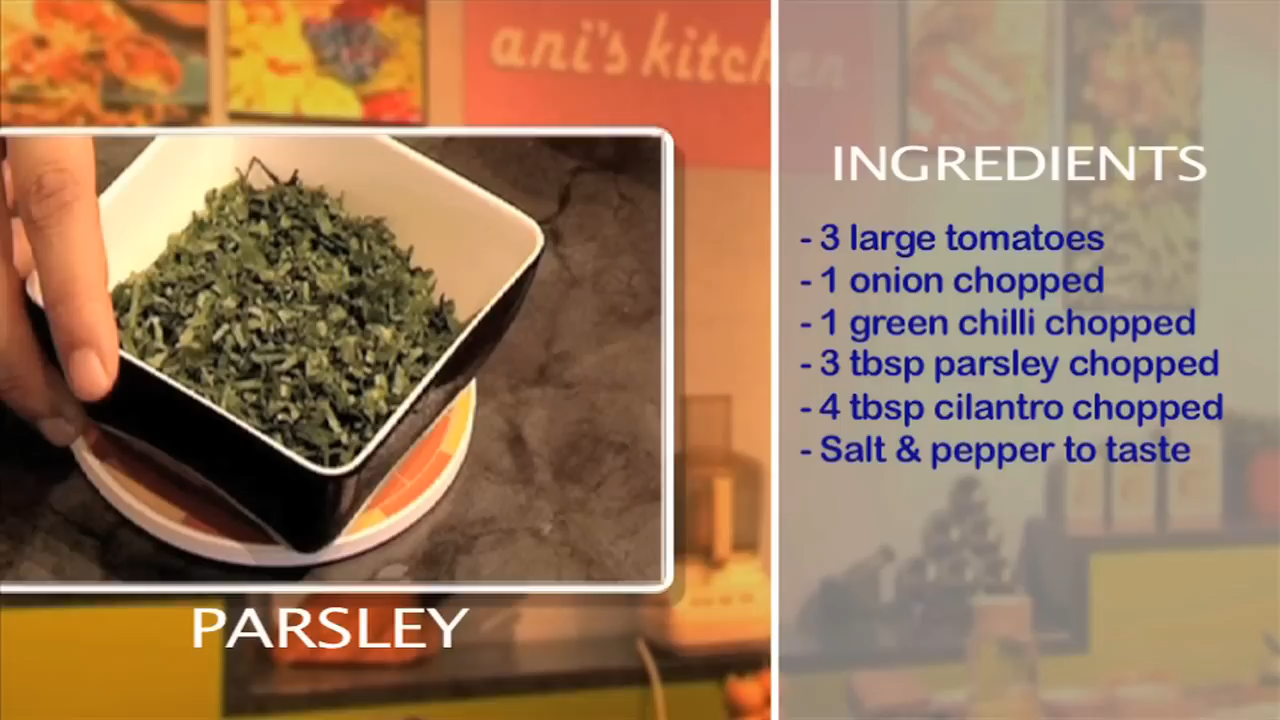 ani's kitchen
INGREDIENTS
- 3 large tomatoes
- 1 onion chopped
- 1 green chilli chopped
- 3 tbsp parsley chopped
- 4 tbsp cilantro chopped
- Salt & pepper to taste
PARSLEY